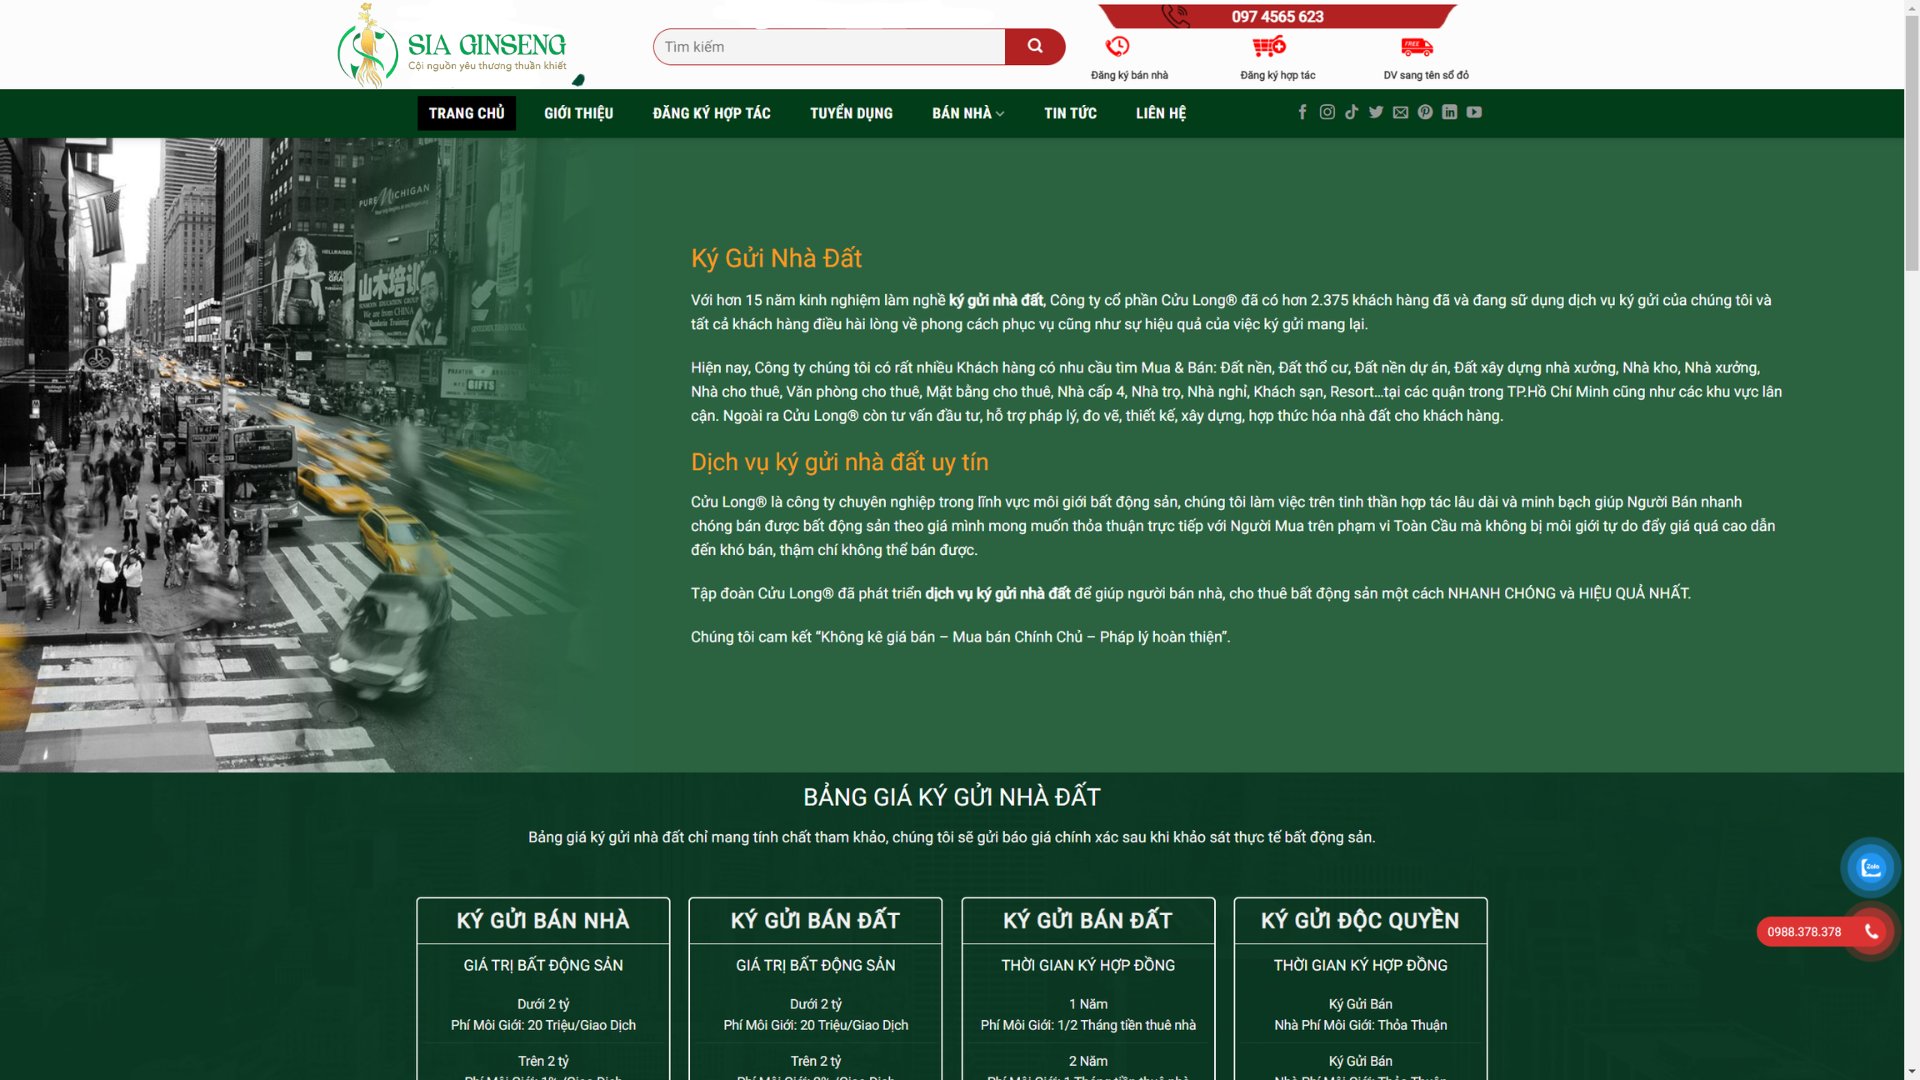 SIA GINSENG
Cội nguồn yêu thương thuần khiết
Tìm kiếm
097 4565 623
Đăng ký bán nhà
Đăng ký hợp tác
FREE
DV sang tên sổ đỏ
TRANG CHỦ
GIỚI THIỆU
ĐĂNG KÝ HỢP TÁC
TUYỂN DỤNG
BÁN NHÀ
TIN TỨC
LIÊN HỆ
PURE MICHIGAN
山木培训
We are from CHINA
Mandarin Training
GIFTS
Ký Gửi Nhà Đất
Với hơn 15 năm kinh nghiệm làm nghề ký gửi nhà đất, Công ty cổ phần Cửu Long® đã có hơn 2.375 khách hàng đã và đang sữ dụng dịch vụ ký gửi của chúng tôi và
tất cả khách hàng điều hài lòng về phong cách phục vụ cũng như sự hiệu quả của việc ký gửi mang lại.
Hiện nay, Công ty chúng tôi có rất nhiều Khách hàng có nhu cầu tìm Mua & Bán: Đất nền, Đất thổ cư, Đất nền dự án, Đất xây dựng nhà xưởng, Nhà kho, Nhà xưởng,
Nhà cho thuê, Văn phòng cho thuê, Mặt bằng cho thuê, Nhà cấp 4, Nhà trọ, Nhà nghỉ, Khách sạn, Resort…tại các quận trong TP.Hồ Chí Minh cũng như các khu vực lân
cận. Ngoài ra Cửu Long® còn tư vấn đầu tư, hỗ trợ pháp lý, đo vẽ, thiết kế, xây dựng, hợp thức hóa nhà đất cho khách hàng.
Dịch vụ ký gửi nhà đất uy tín
Cửu Long® là công ty chuyên nghiệp trong lĩnh vực môi giới bất động sản, chúng tôi làm việc trên tinh thần hợp tác lâu dài và minh bạch giúp Người Bán nhanh
chóng bán được bất động sản theo giá mình mong muốn thỏa thuận trực tiếp với Người Mua trên phạm vi Toàn Cầu mà không bị môi giới tự do đẩy giá quá cao dẫn
đến khó bán, thậm chí không thể bán được.
Tập đoàn Cửu Long® đã phát triển dịch vụ ký gửi nhà đất để giúp người bán nhà, cho thuê bất động sản một cách NHANH CHÓNG và HIỆU QUẢ NHẤT.
Chúng tôi cam kết “Không kê giá bán – Mua bán Chính Chủ – Pháp lý hoàn thiện”.
BẢNG GIÁ KÝ GỬI NHÀ ĐẤT
Bảng giá ký gửi nhà đất chỉ mang tính chất tham khảo, chúng tôi sẽ gửi báo giá chính xác sau khi khảo sát thực tế bất động sản.
Zalo
0988.378.378
KÝ GỬI BÁN NHÀ
GIÁ TRỊ BẤT ĐỘNG SẢN
Dưới 2 tỷ
Phí Môi Giới: 20 Triệu/Giao Dịch
Trên 2 tỷ
KÝ GỬI BÁN ĐẤT
GIÁ TRỊ BẤT ĐỘNG SẢN
Dưới 2 tỷ
Phí Môi Giới: 20 Triệu/Giao Dịch
Trên 2 tỷ
KÝ GỬI BÁN ĐẤT
THỜI GIAN KÝ HỢP ĐỒNG
1 Năm
Phí Môi Giới: 1/2 Tháng tiền thuê nhà
2 Năm
KÝ GỬI ĐỘC QUYỀN
THỜI GIAN KÝ HỢP ĐỒNG
Ký Gửi Bán
Nhà Phí Môi Giới: Thỏa Thuận
Ký Gửi Bán